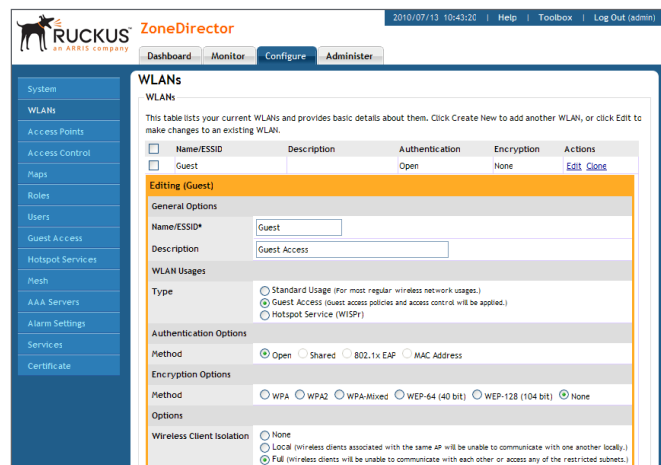 2010/07/13 10:43:20 | Help | Toolbox | Log Out (admin)
RUCKUS™ ZoneDirector
an ARRIS company
Dashboard Monitor Configure Administer
System
WLANs
Access Points
Access Control
Maps
Roles
Users
Guest Access
Hotspot Services
Mesh
AAA Servers
Alarm Settings
Services
Certificate
WLANs
WLANs
This table lists your current WLANs and provides basic details about them. Click Create New to add another WLAN, or click Edit to
make changes to an existing WLAN.
Name/ESSID Description Authentication Encryption Actions
Guest Open None Edit Clone
Editing (Guest)
General Options
Name/ESSID* Guest
Description Guest Access
WLAN Usages
Type Standard Usage (For most regular wireless network usages.)
Guest Access (Guest access policies and access control will be applied.)
Hotspot Service (WISPr)
Authentication Options
Method Open Shared 802.1x EAP MAC Address
Encryption Options
Method WPA WPA2 WPA-Mixed WEP-64 (40 bit) WEP-128 (104 bit) None
Options
Wireless Client Isolation None
Local (Wireless clients associated with the same AP will be unable to communicate with one another locally.)
Full (Wireless clients will be unable to communicate with each other or access any of the restricted subnets.)